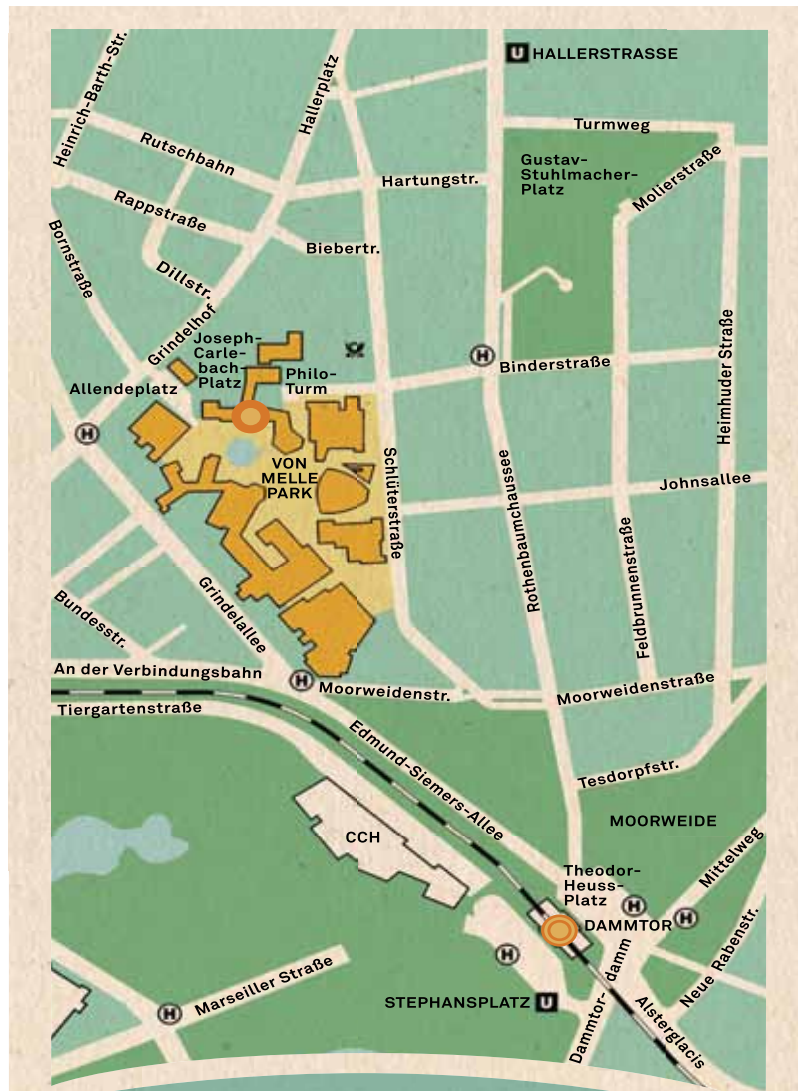 U HALLERSTRASSE
Heinrich-Barth-Str.
Hallerplatz
Turmweg
Rutschbahn
Gustav-
Stuhlmacher-
Platz
Molierstraße
Hartungstr.
Rappstraße
Bornstraße
Biebertr.
Dillstr.
Grindelhof
Joseph-
Carle-
bach-
Platz
Philo-
Turm
H
Binderstraße
Heimhuder Straße
Allendeplatz
H
VON
MELLE
PARK
Schlüterstraße
Rothenbaumchaussee
Johnsallee
Feldbrunnenstraße
Grindelallee
Bundesstr.
An der Verbindungsbahn
H
Moorweidenstr.
Moorweidenstraße
Tiergartenstraße
Edmund-Siemers-Allee
Tesdorpfstr.
CCH
MOORWEIDE
Mittelweg
Theodor-
Heuss-
Platz
H
H
DAMMTOR
Neue Rabenstr.
H
Marseiller Straße
STEPHANSPLATZ U
H
Dammtor-
damm
Alsterglacis